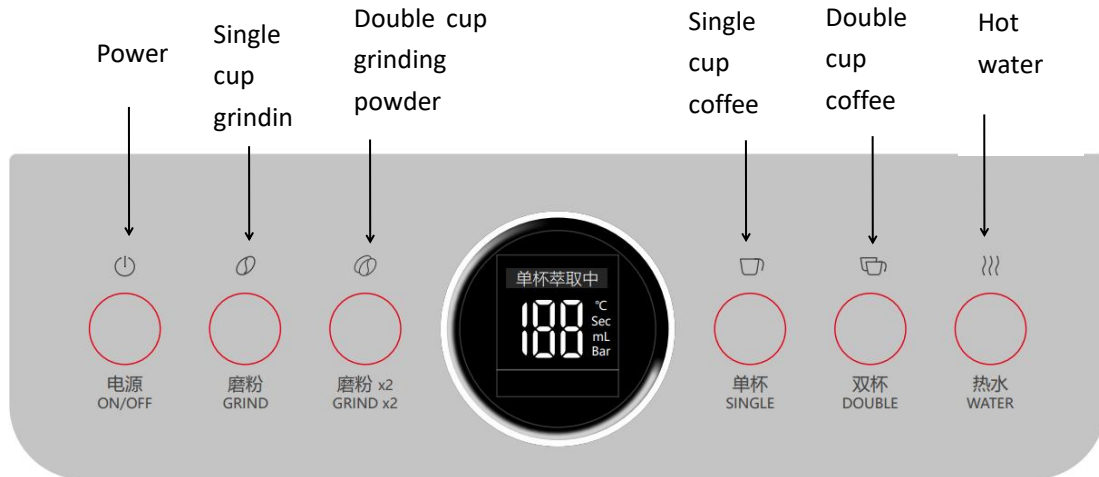 Power
Single
cup
grindin
Double cup
grinding
powder
Single
cup
coffee
Double
cup
coffee
Hot
water
单杯萃取中
188
℃
Sec
mL
Bar
电源
ON/OFF
磨粉
GRIND
磨粉 x2
GRIND x2
单杯
SINGLE
双杯
DOUBLE
热水
WATER